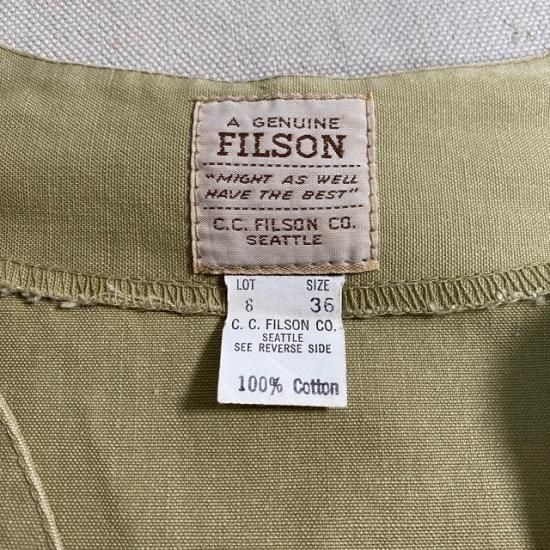 A GENUINE
FILSON
"MIGHT AS WELL
HAVE THE BEST"
C.C. FILSON CO.
SEATTLE
LOT SIZE
8 36
C. C. FILSON CO.
SEATTLE
SEE REVERSE SIDE
100% Cotton